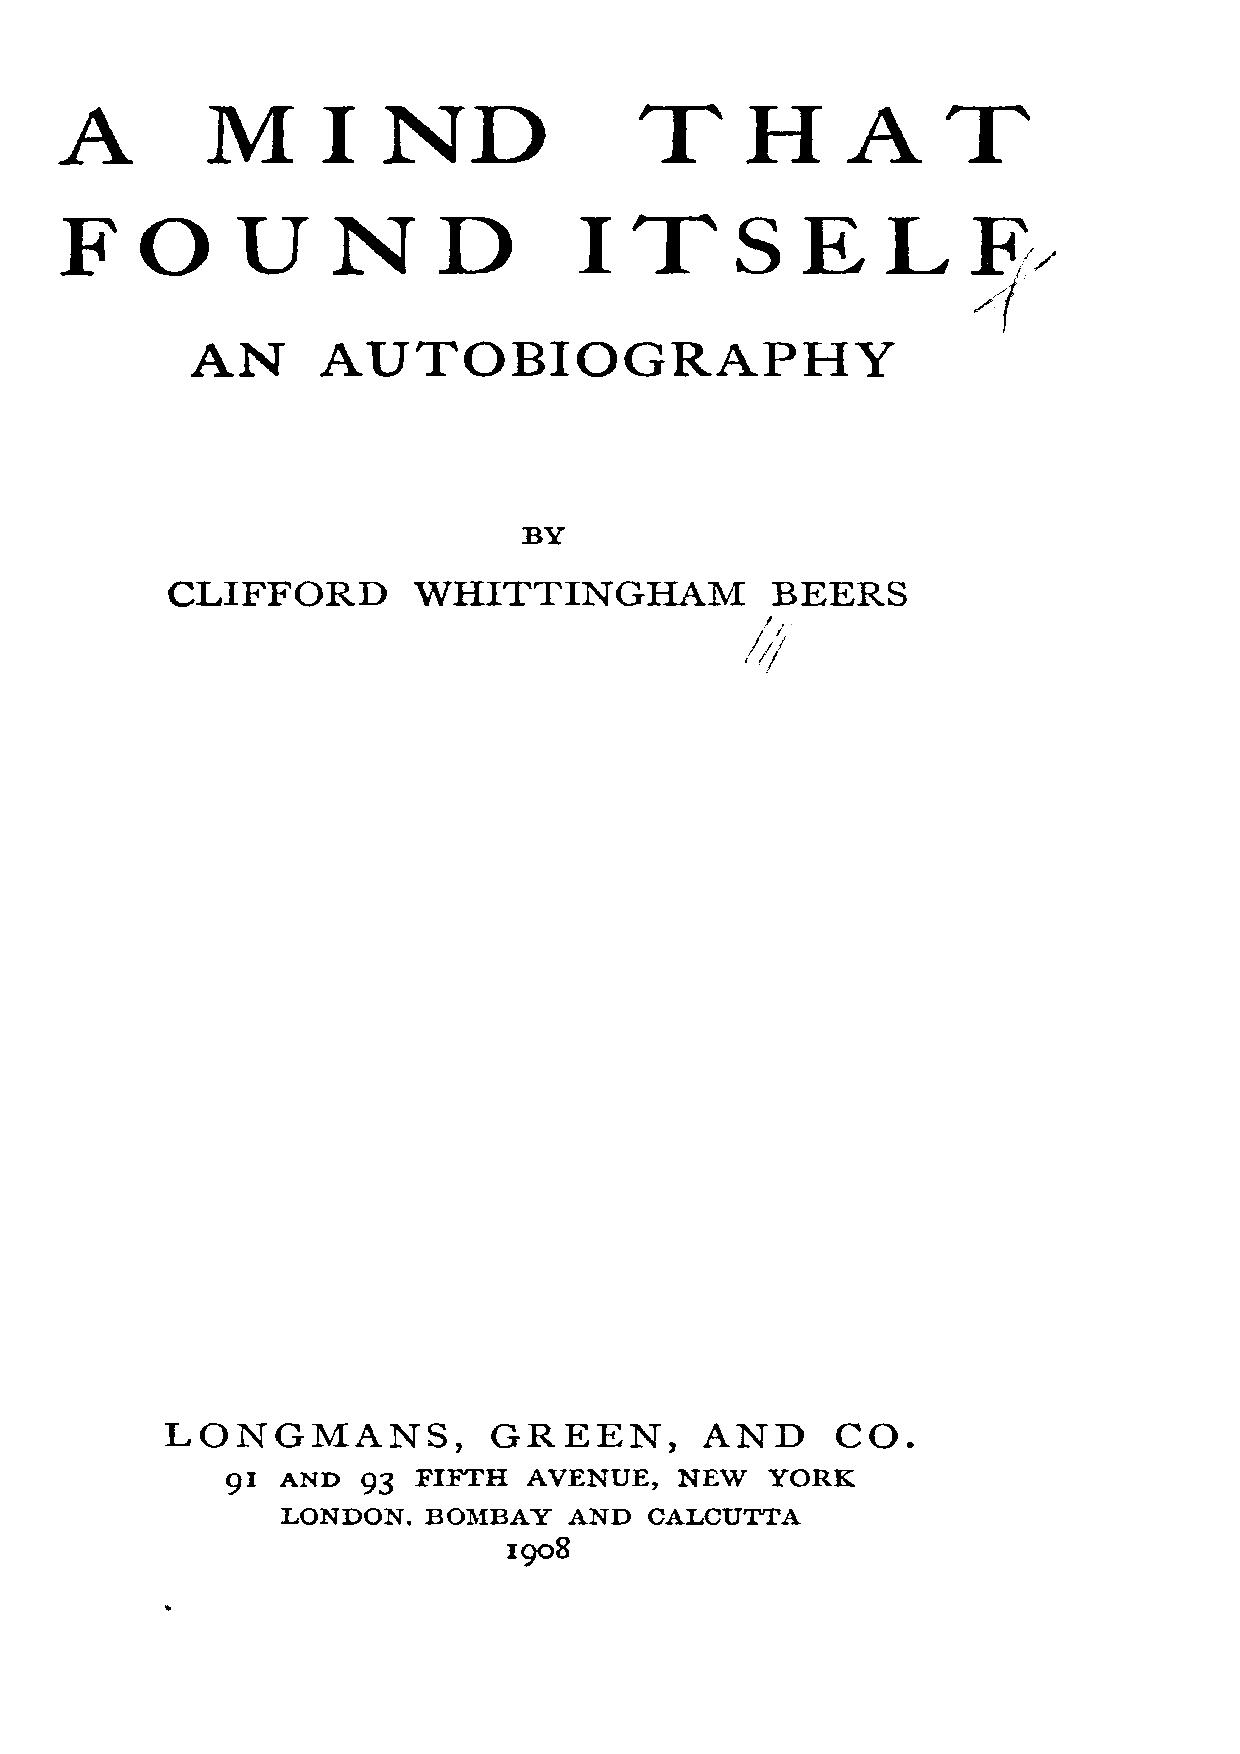 A MIND THAT
FOUND ITSELF
AN AUTOBIOGRAPHY
BY
CLIFFORD WHITTINGHAM BEERS
LONGMANS, GREEN, AND CO.
91 AND 93 FIFTH AVENUE, NEW YORK
LONDON, BOMBAY AND CALCUTTA
1908